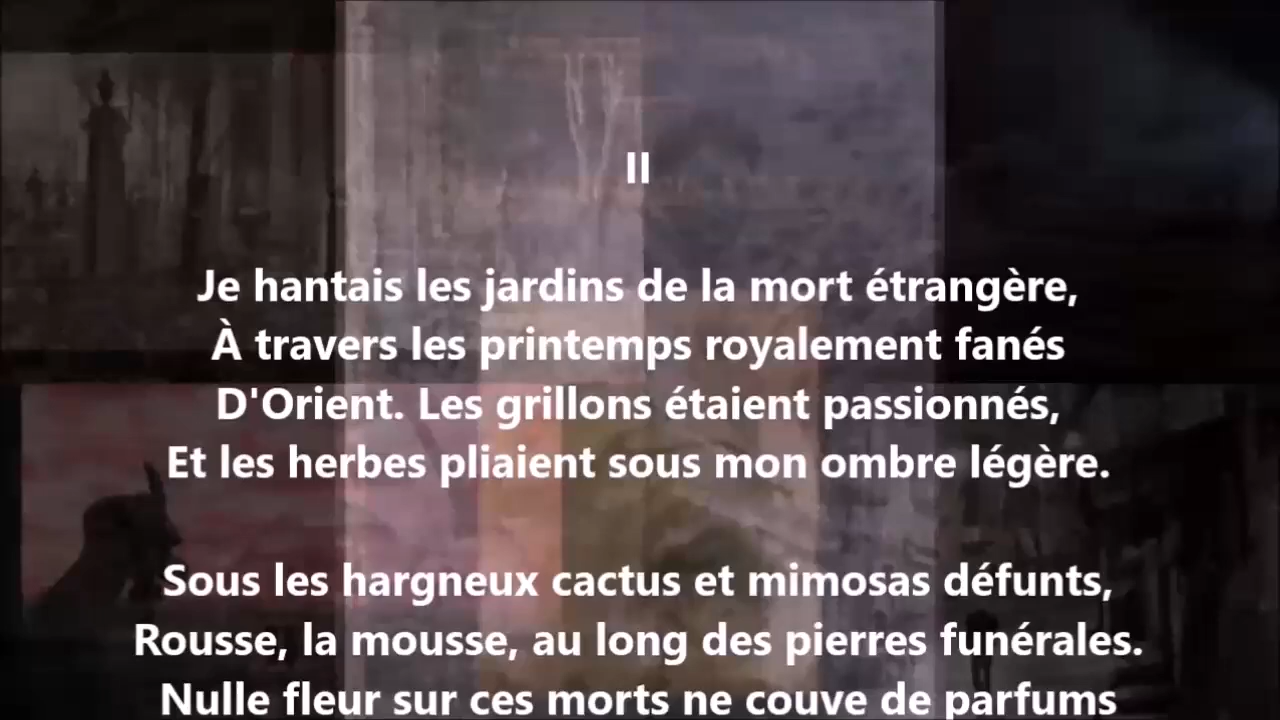 II
Je hantais les jardins de la mort étrangère,
À travers les printemps royalement fanés
D'Orient. Les grillons étaient passionnés,
Et les herbes pliaient sous mon ombre légère.
Sous les hargneux cactus et mimosas défunts,
Rousse, la mousse, au long des pierres funérales.
Nulle fleur sur ces morts ne couve de parfums